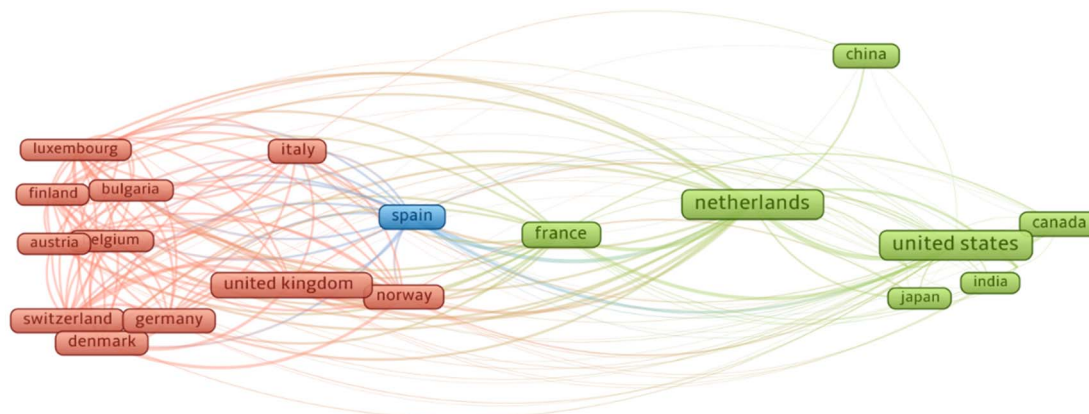 china
luxembourg
italy
finland
bulgaria
netherlands
spain
france
canada
austria
belgium
united states
united kingdom
norway
india
japan
switzerland
germany
denmark